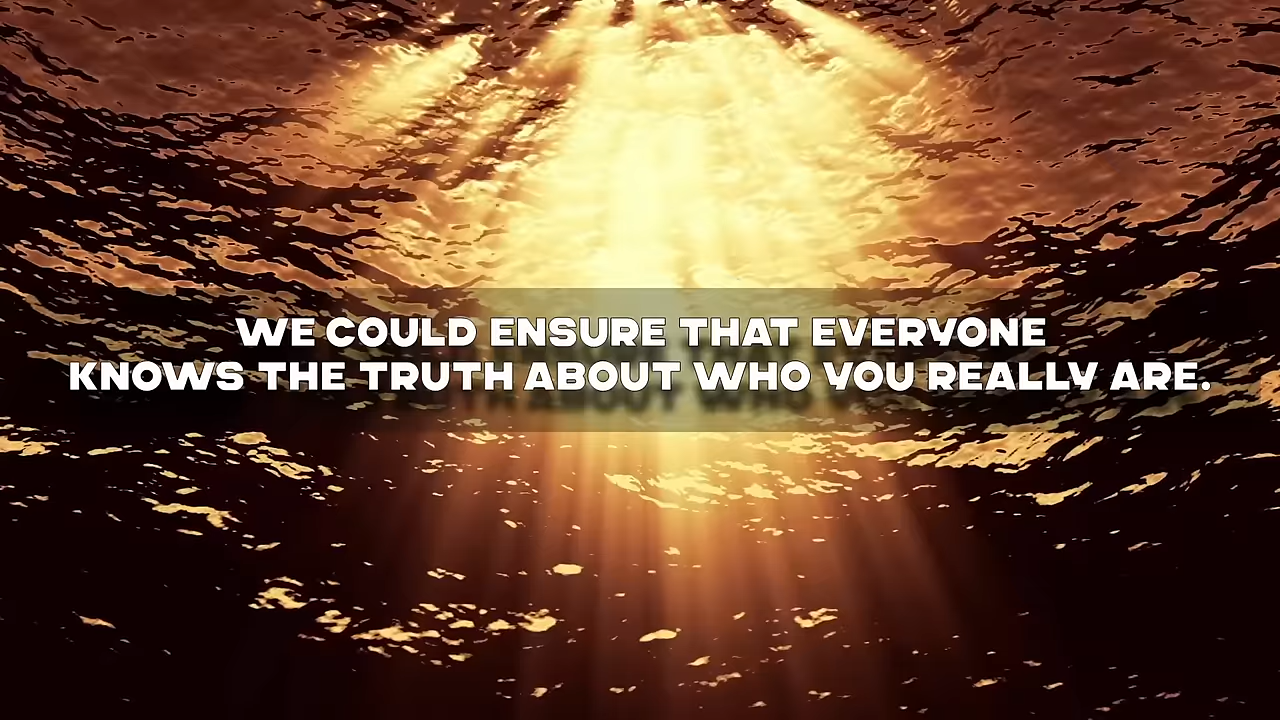 WE COULD ENSURE THAT EVERYONE
KNOWS THE TRUTH ABOUT WHO YOU REALLY ARE.